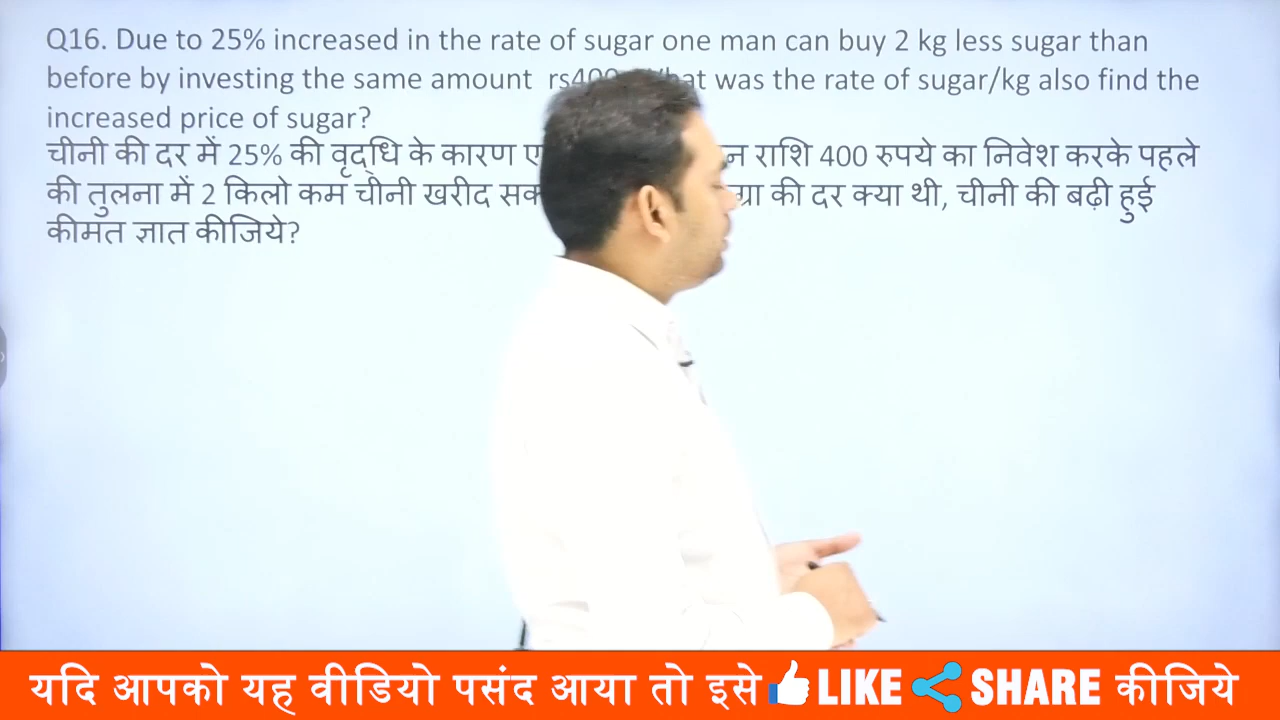 Q16. Due to 25% increased in the rate of sugar one man can buy 2 kg less sugar than
before by investing the same amount rs400 What was the rate of sugar/kg also find the
increased price of sugar?
चीनी की दर में 25% की वृद्धि के कारण राशि 400 रुपये का निवेश करके पहले
की तुलना में 2 किलो कम चीनी खरीद की दर क्या थी, चीनी की बढ़ी हुई
कीमत ज्ञात कीजिये?
यदि आपको यह वीडियो पसंद आया तो इसे LIKE SHARE कीजिये